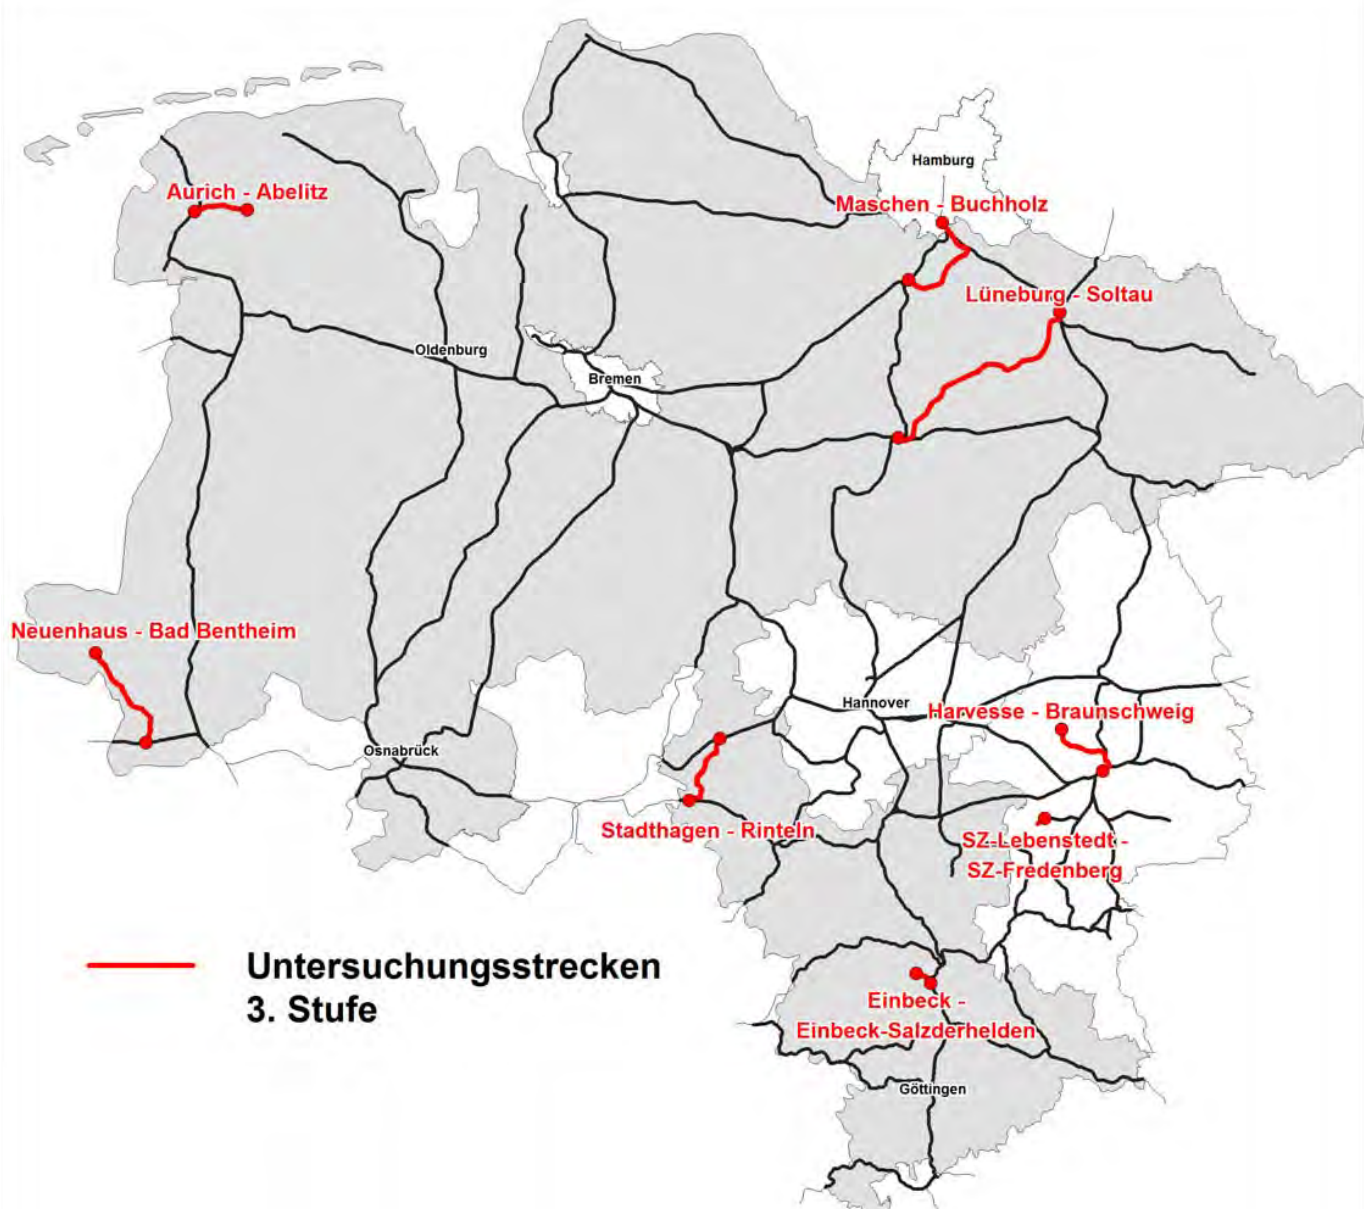 Hamburg
Aurich - Abelitz
Maschen - Buchholz
Lüneburg - Soltau
Oldenburg
Bremen
Neuenhaus - Bad Bentheim
Hannover
Harvesse - Braunschweig
Osnabrück
Stadthagen - Rinteln
SZ-Lebenstedt -
SZ-Fredenberg
Untersuchungsstrecken
3. Stufe
Einbeck -
Einbeck-Salzderhelden
Göttingen